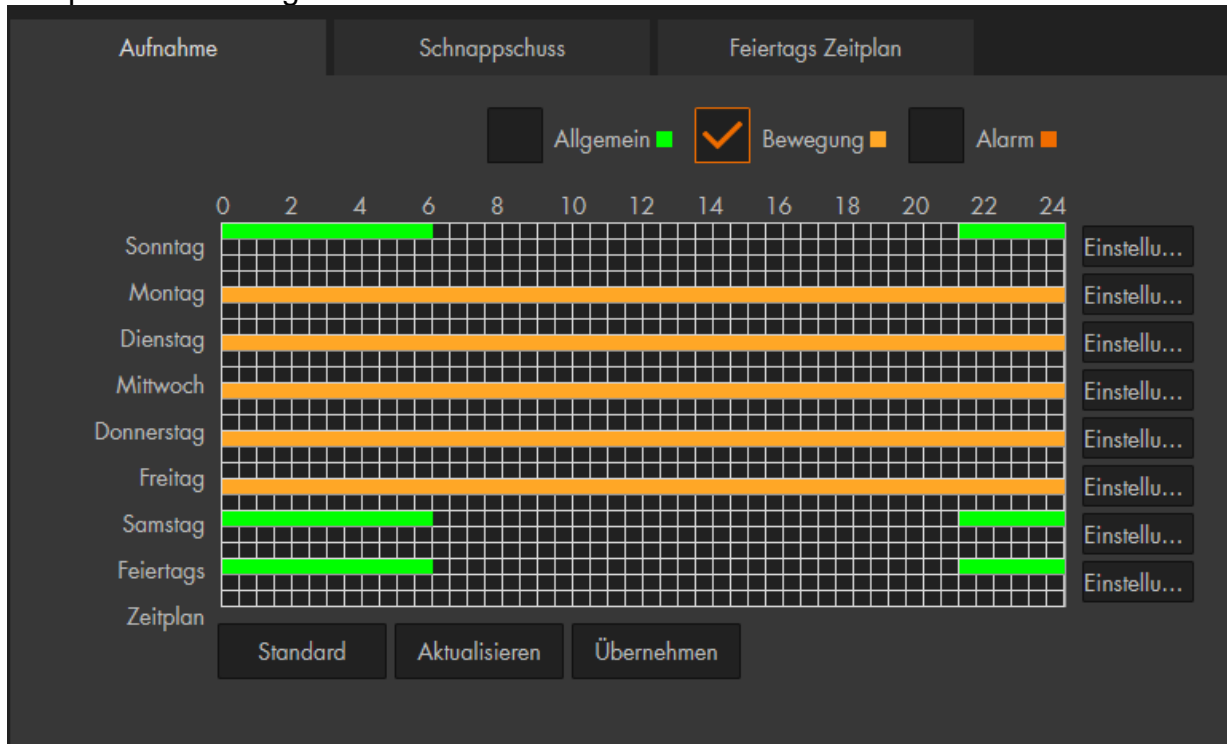 Aufnahme Schnappschuss Feiertags Zeitplan
Allgemein Bewegung Alarm
0 2 4 6 8 10 12 14 16 18 20 22 24
Sonntag Einstellu...
Montag Einstellu...
Dienstag Einstellu...
Mittwoch Einstellu...
Donnerstag Einstellu...
Freitag Einstellu...
Samstag Einstellu...
Feiertags Einstellu...
Zeitplan
Standard Aktualisieren Übernehmen